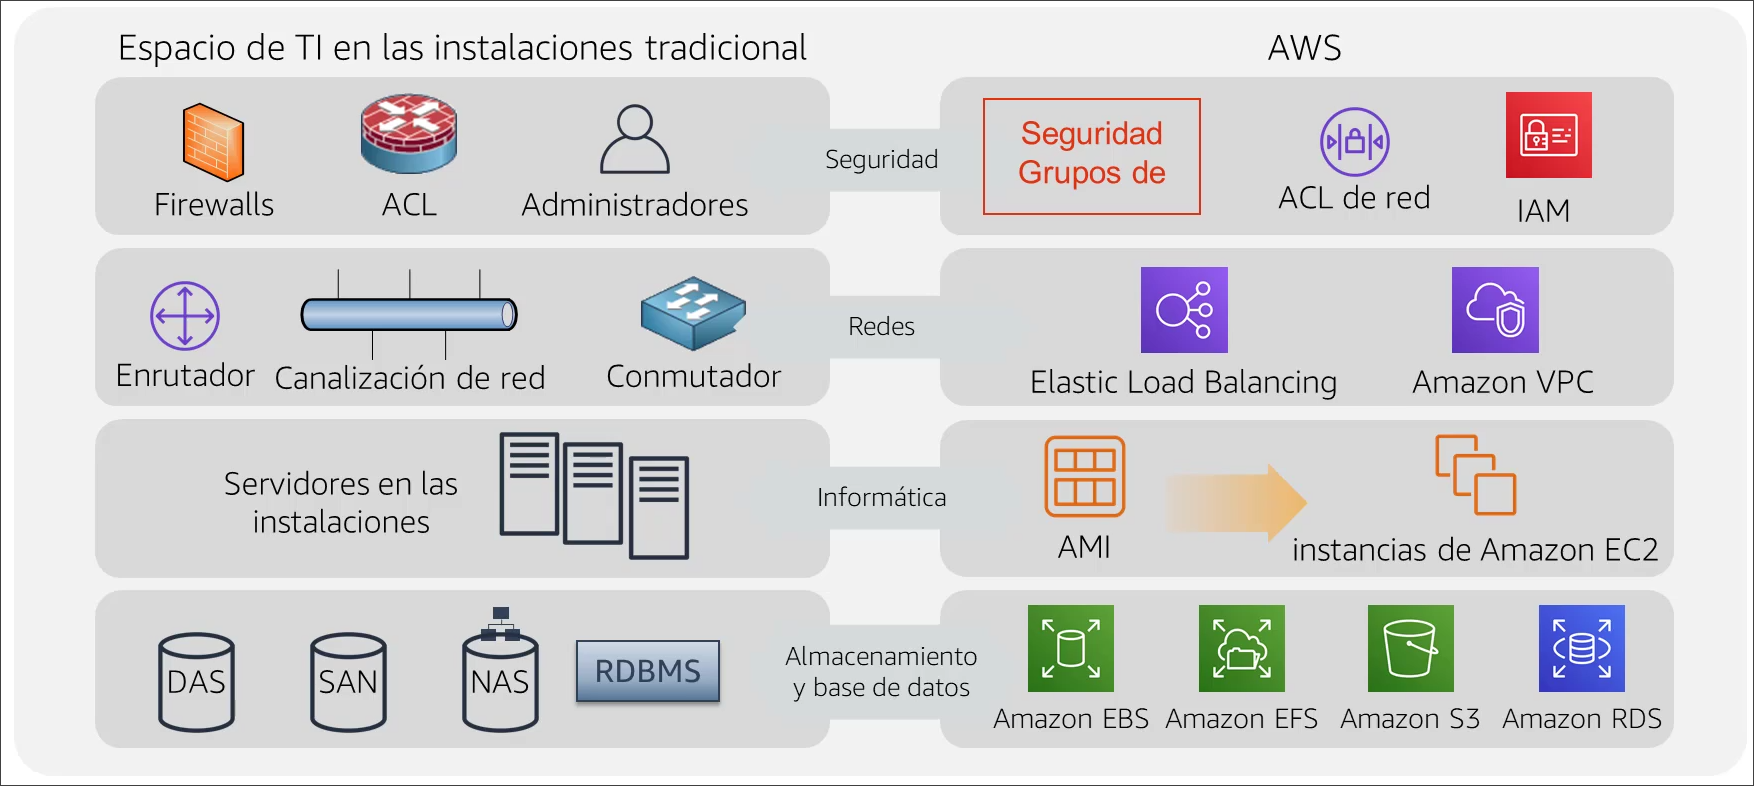 Espacio de TI en las instalaciones tradicional
AWS
Firewalls
ACL
Administradores
Seguridad
Seguridad
Grupos de
ACL de red
IAM
Enrutador
Canalización de red
Conmutador
Redes
Elastic Load Balancing
Amazon VPC
Servidores en las
instalaciones
Informática
AMI
instancias de Amazon EC2
DAS
SAN
NAS
RDBMS
Almacenamiento
y base de datos
Amazon EBS
Amazon EFS
Amazon S3
Amazon RDS